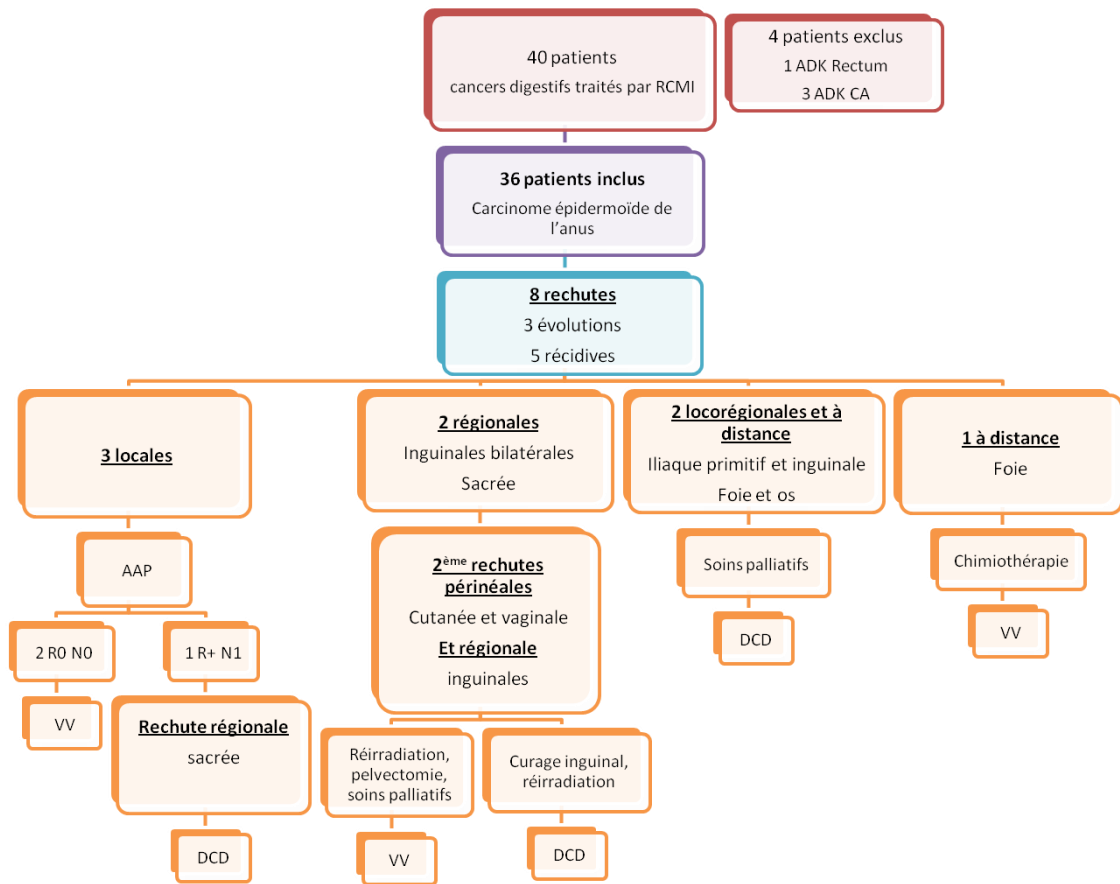 40 patients
cancers digestifs traités par RCMI
4 patients exclus
1 ADK Rectum
3 ADK CA
36 patients inclus
Carcinome épidermoïde de
l'anus
8 rechutes
3 évolutions
5 récidives
3 locales
2 régionales
Inguinales bilatérales
Sacrée
2 locorégionales et à
distance
Iliaque primitif et inguinale
Foie et os
1 à distance
Foie
AAP
2ème rechutes
périnéales
Cutanée et vaginale
Et régionale
inguinales
Soins palliatifs
Chimiothérapie
DCD
VV
2 R0 N0
1 R+ N1
VV
Rechute régionale
sacrée
DCD
Réirradiation,
pelvectomie,
soins palliatifs
Curage inguinal,
réirradiation
VV
DCD